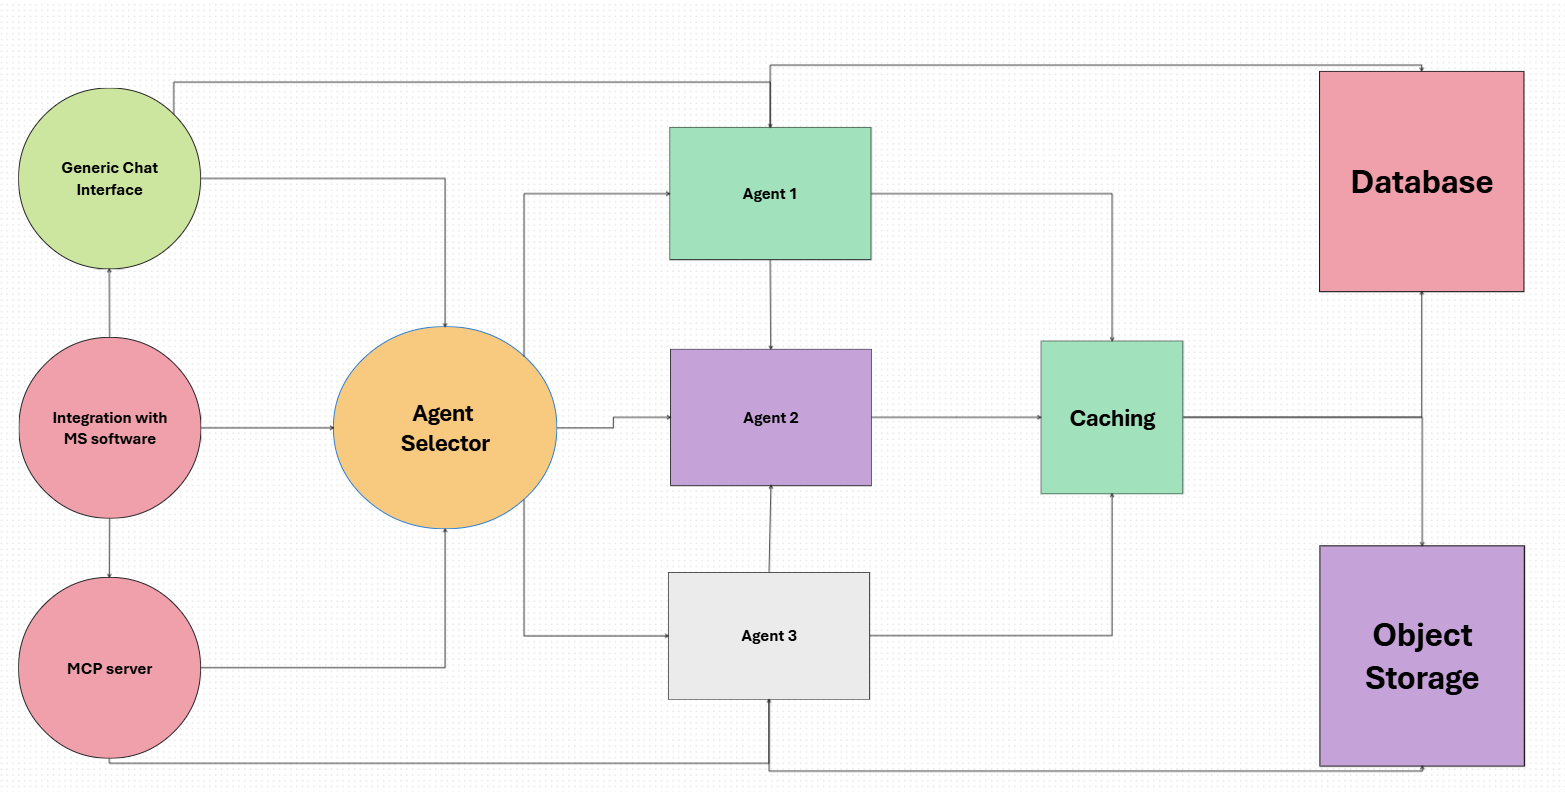 Generic Chat
Interface
Integration with
MS software
MCP server
Agent
Selector
Agent 1
Agent 2
Agent 3
Caching
Database
Object
Storage